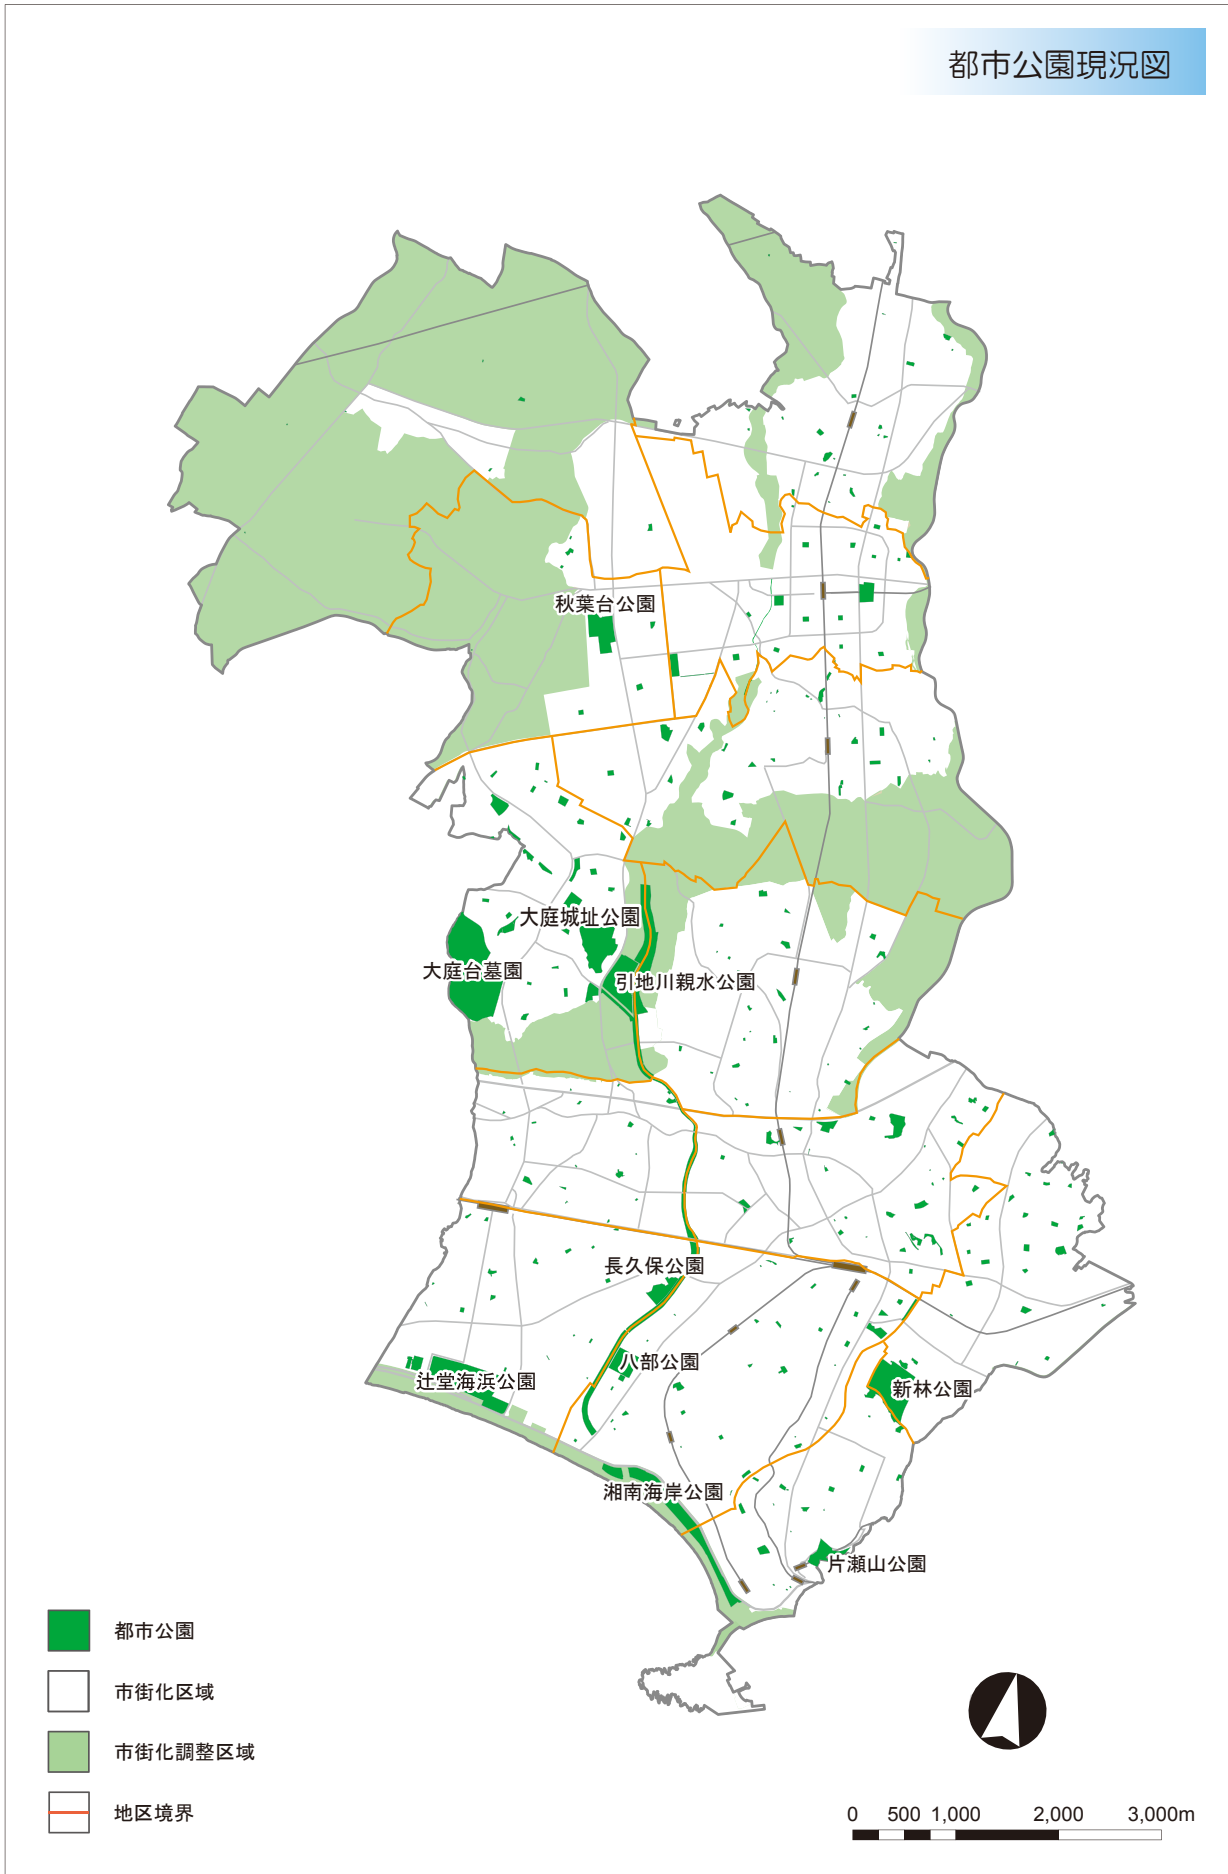 都市公園現況図
秋葉台公園
大庭城址公園
大庭台墓園
引地川親水公園
長久保公園
八部公園
辻堂海浜公園
新林公園
湘南海岸公園
片瀬山公園
都市公園
市街化区域
市街化調整区域
地区境界
0 500 1,000 2,000 3,000m